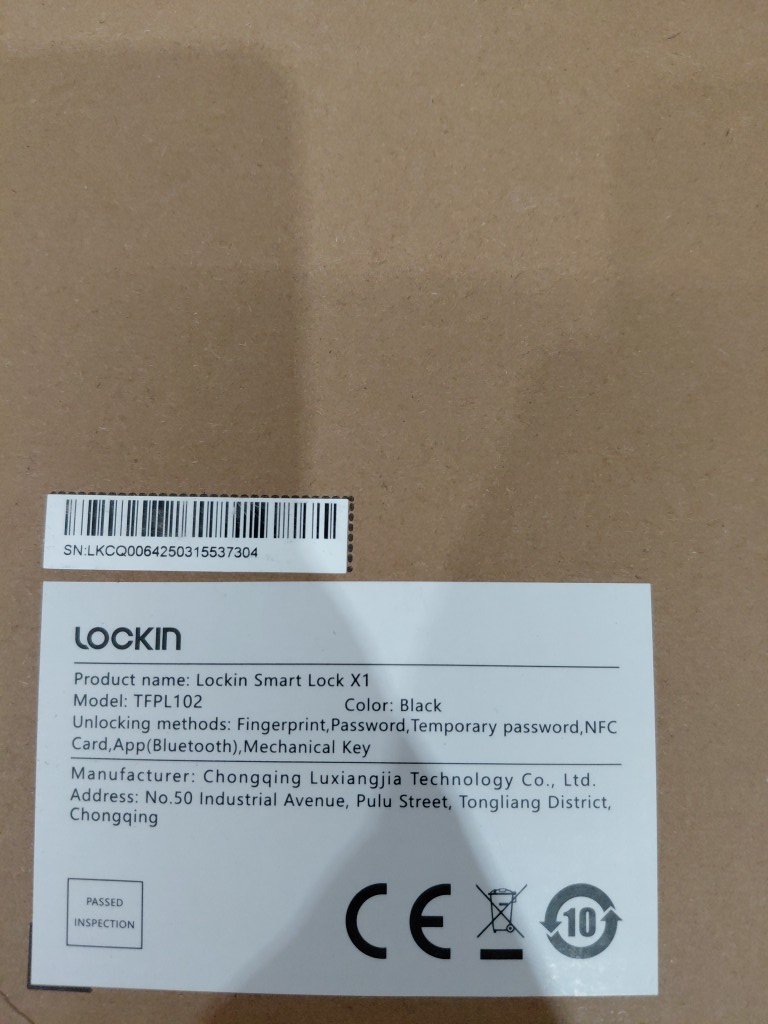 SN:LKCQ0064250315537304
LOCKIN
Product name: Lockin Smart Lock X1
Model: TFPL102 Color: Black
Unlocking methods: Fingerprint,Password,Temporary password,NFC
Card,App(Bluetooth),Mechanical Key
Manufacturer: Chongqing Luxiangjia Technology Co., Ltd.
Address: No.50 Industrial Avenue, Pulu Street, Tongliang District,
Chongqing
PASSED
INSPECTION
CE
10